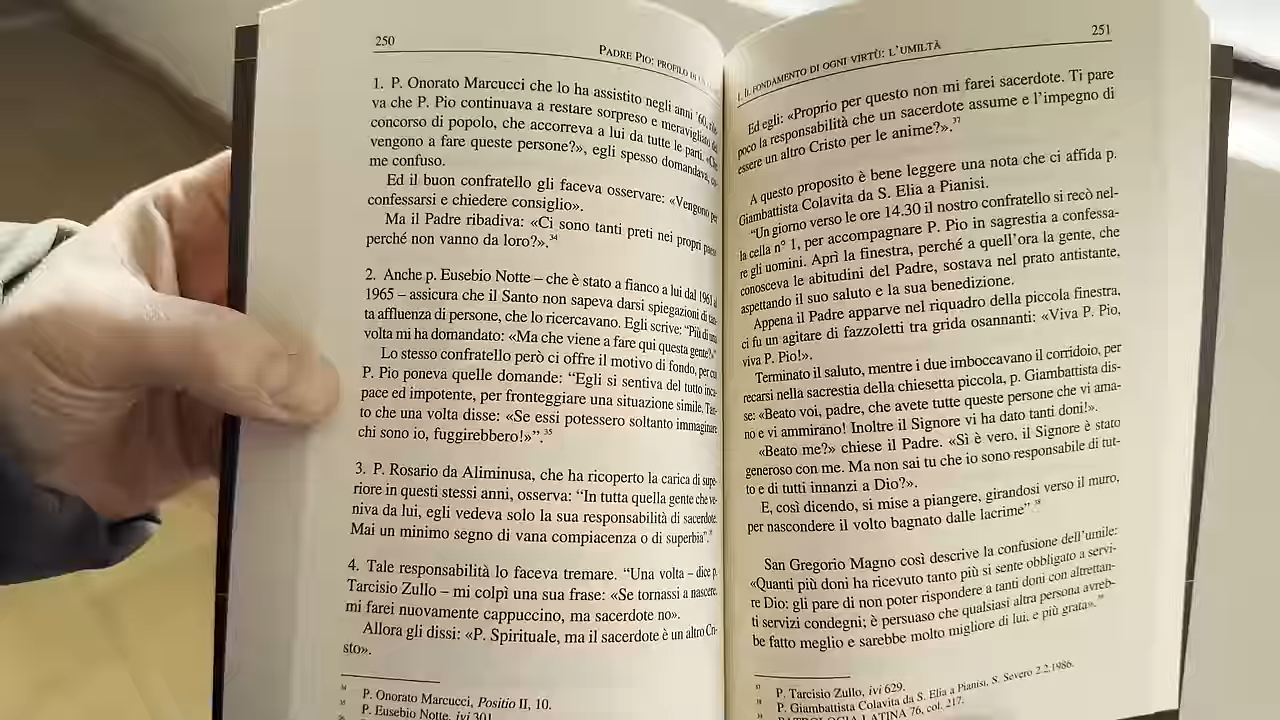 250
PADRE PIO: PROFILO DI
1. P. Onorato Marcucci che lo ha assistito negli anni '60,
va che P. Pio continuava a restare sorpreso e meravigliato
concorso di popolo, che accorreva a lui da tutte le parti. «Che
vengono a fare queste persone?», egli spesso domandava,
me confuso.
Ed il buon confratello gli faceva osservare: «Vengono per
confessarsi e chiedere consiglio».
Ma il Padre ribadiva: «Ci sono tanti preti nei propri
perché non vanno da loro?».34
2. Anche p. Eusebio Notte – che è stato a fianco a lui dal 1961 al
1965 – assicura che il Santo non sapeva darsi spiegazioni di tan-
ta affluenza di persone, che lo ricercavano. Egli scrive: “Più di una
volta mi ha domandato: «Ma che viene a fare qui questa gente?»”
Lo stesso confratello però ci offre il motivo di fondo, per cui
P. Pio poneva quelle domande: “Egli si sentiva del tutto inca-
pace ed impotente, per fronteggiare una situazione simile. Tan-
to che una volta disse: «Se essi potessero soltanto immaginare
chi sono io, fuggirebbero!»”.35
3. P. Rosario da Aliminusa, che ha ricoperto la carica di supe-
riore in questi stessi anni, osserva: “In tutta quella gente che ve-
niva da lui, egli vedeva solo la sua responsabilità di sacerdote.
Mai un minimo segno di vana compiacenza o di superbia”.
4. Tale responsabilità lo faceva tremare. “Una volta – dice p.
Tarcisio Zullo – mi colpì una sua frase: «Se tornassi a nascere,
mi farei nuovamente cappuccino, ma sacerdote no».
Allora gli dissi: «P. Spirituale, ma il sacerdote è un altro Cri-
sto».
34 P. Onorato Marcucci, Positio II, 10.
35 P. Eusebio Notte, ivi 301.
251
1. IL FONDAMENTO DI OGNI VIRTÙ: L'UMILTÀ
Ed egli: «Proprio per questo non mi farei sacerdote. Ti pare
poco la responsabilità che un sacerdote assume e l'impegno di
essere un altro Cristo per le anime?».37
A questo proposito è bene leggere una nota che ci affida p.
Giambattista Colavita da S. Elia a Pianisi.
“Un giorno verso le ore 14.30 il nostro confratello si recò nel-
la cella n° 1, per accompagnare P. Pio in sagrestia a confessa-
re gli uomini. Aprì la finestra, perché a quell'ora la gente, che
conosceva le abitudini del Padre, sostava nel prato antistante,
aspettando il suo saluto e la sua benedizione.
Appena il Padre apparve nel riquadro della piccola finestra,
ci fu un agitare di fazzoletti tra grida osannanti: «Viva P. Pio,
viva P. Pio!».
Terminato il saluto, mentre i due imboccavano il corridoio, per
recarsi nella sacrestia della chiesetta piccola, p. Giambattista dis-
se: «Beato voi, padre, che avete tutte queste persone che vi ama-
no e vi ammirano! Inoltre il Signore vi ha dato tanti doni!».
«Beato me?» chiese il Padre. «Sì è vero, il Signore è stato
generoso con me. Ma non sai tu che io sono responsabile di tut-
to e di tutti innanzi a Dio?».
E, così dicendo, si mise a piangere, girandosi verso il muro,
per nascondere il volto bagnato dalle lacrime” 38
San Gregorio Magno così descrive la confusione dell'umile:
«Quanti più doni ha ricevuto tanto più si sente obbligato a servi-
re Dio; gli pare di non poter rispondere a tanti doni con altrettan-
ti servizi condegni; è persuaso che qualsiasi altra persona avreb-
be fatto meglio e sarebbe molto migliore di lui, e più grata».39
37 P. Tarcisio Zullo, ivi 629.
38 P. Giambattista Colavita da S. Elia a Pianisi, S. Severo 2.2.1986.
39 PATROLOGIA LATINA 76, col. 217.